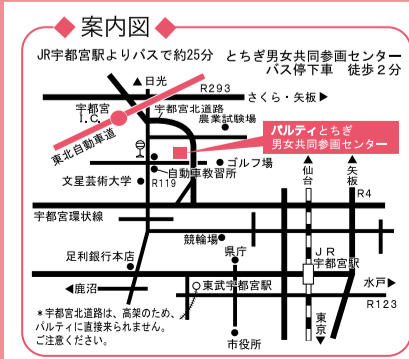 案内図
JR宇都宮駅よりバスで約25分 とちぎ男女共同参画センター
バス停下車 徒歩2分
▲日光
R293
さくら・矢板▶
宇都宮
I.C.
宇都宮北道路
農業試験場
東北自動車道
パルティとちぎ
男女共同参画センター
ゴルフ場
自動車教習所
文星芸術大学
R119
▲
仙台
▲
矢板
R4
宇都宮環状線
競輪場
足利銀行本店
県庁
JR
宇都宮駅
◀鹿沼
東武宇都宮駅
水戸▶
R123
＊宇都宮北道路は、高架のため、
パルティに直接来られません。
ご注意ください。
市役所
東京
▼